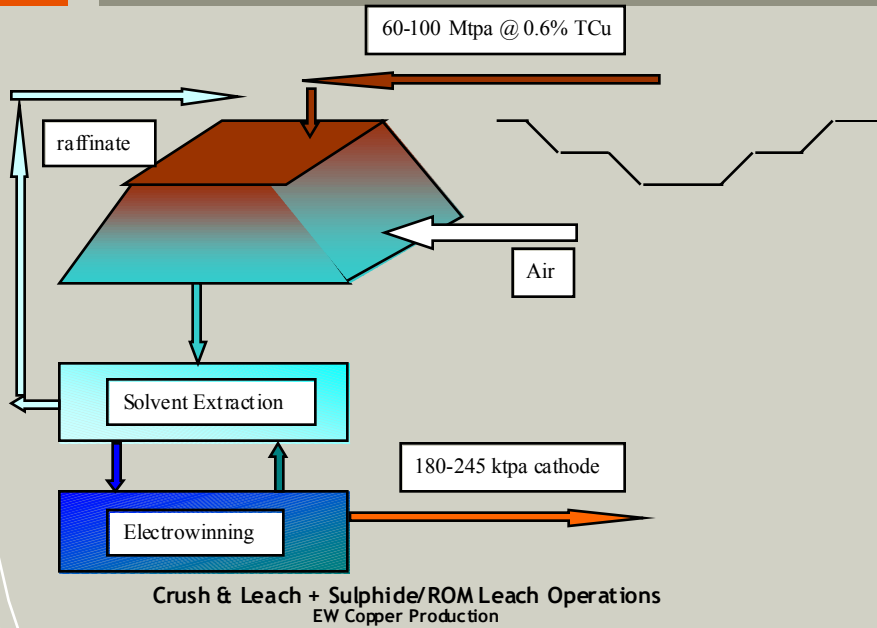 60-100 Mtpa @ 0.6% TCu
raffinate
Air
Solvent Extraction
180-245 ktpa cathode
Electrowinning
Crush & Leach + Sulphide/ROM Leach Operations
EW Copper Production